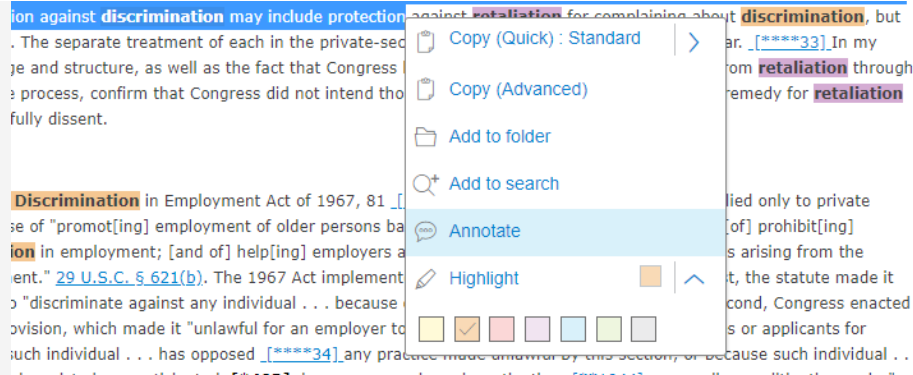 ion against discrimination may include protection against retaliation for complaining about discrimination, but
. The separate treatment of each in the private-sec
ar. [****33] In my
ge and structure, as well as the fact that Congress
om retaliation through
process, confirm that Congress did not intend tho
remedy for retaliation
fully dissent.
Copy (Quick) : Standard
Copy (Advanced)
Add to folder
Add to search
Annotate
Highlight
Discrimination in Employment Act of 1967, 81 [
lied only to private
se of "promot[ing] employment of older persons ba
[of] prohibit[ing]
ion in employment; [and of] help[ing] employers a
s arising from the
ent." 29 U.S.C. § 621(b). The 1967 Act implement
t, the statute made it
"discriminate against any individual . . . because
cond, Congress enacted
ovision, which made it "unlawful for an employer to
s or applicants for
such individual . . . has opposed [****34] any practice made unlawful by this section, or because such individual . .